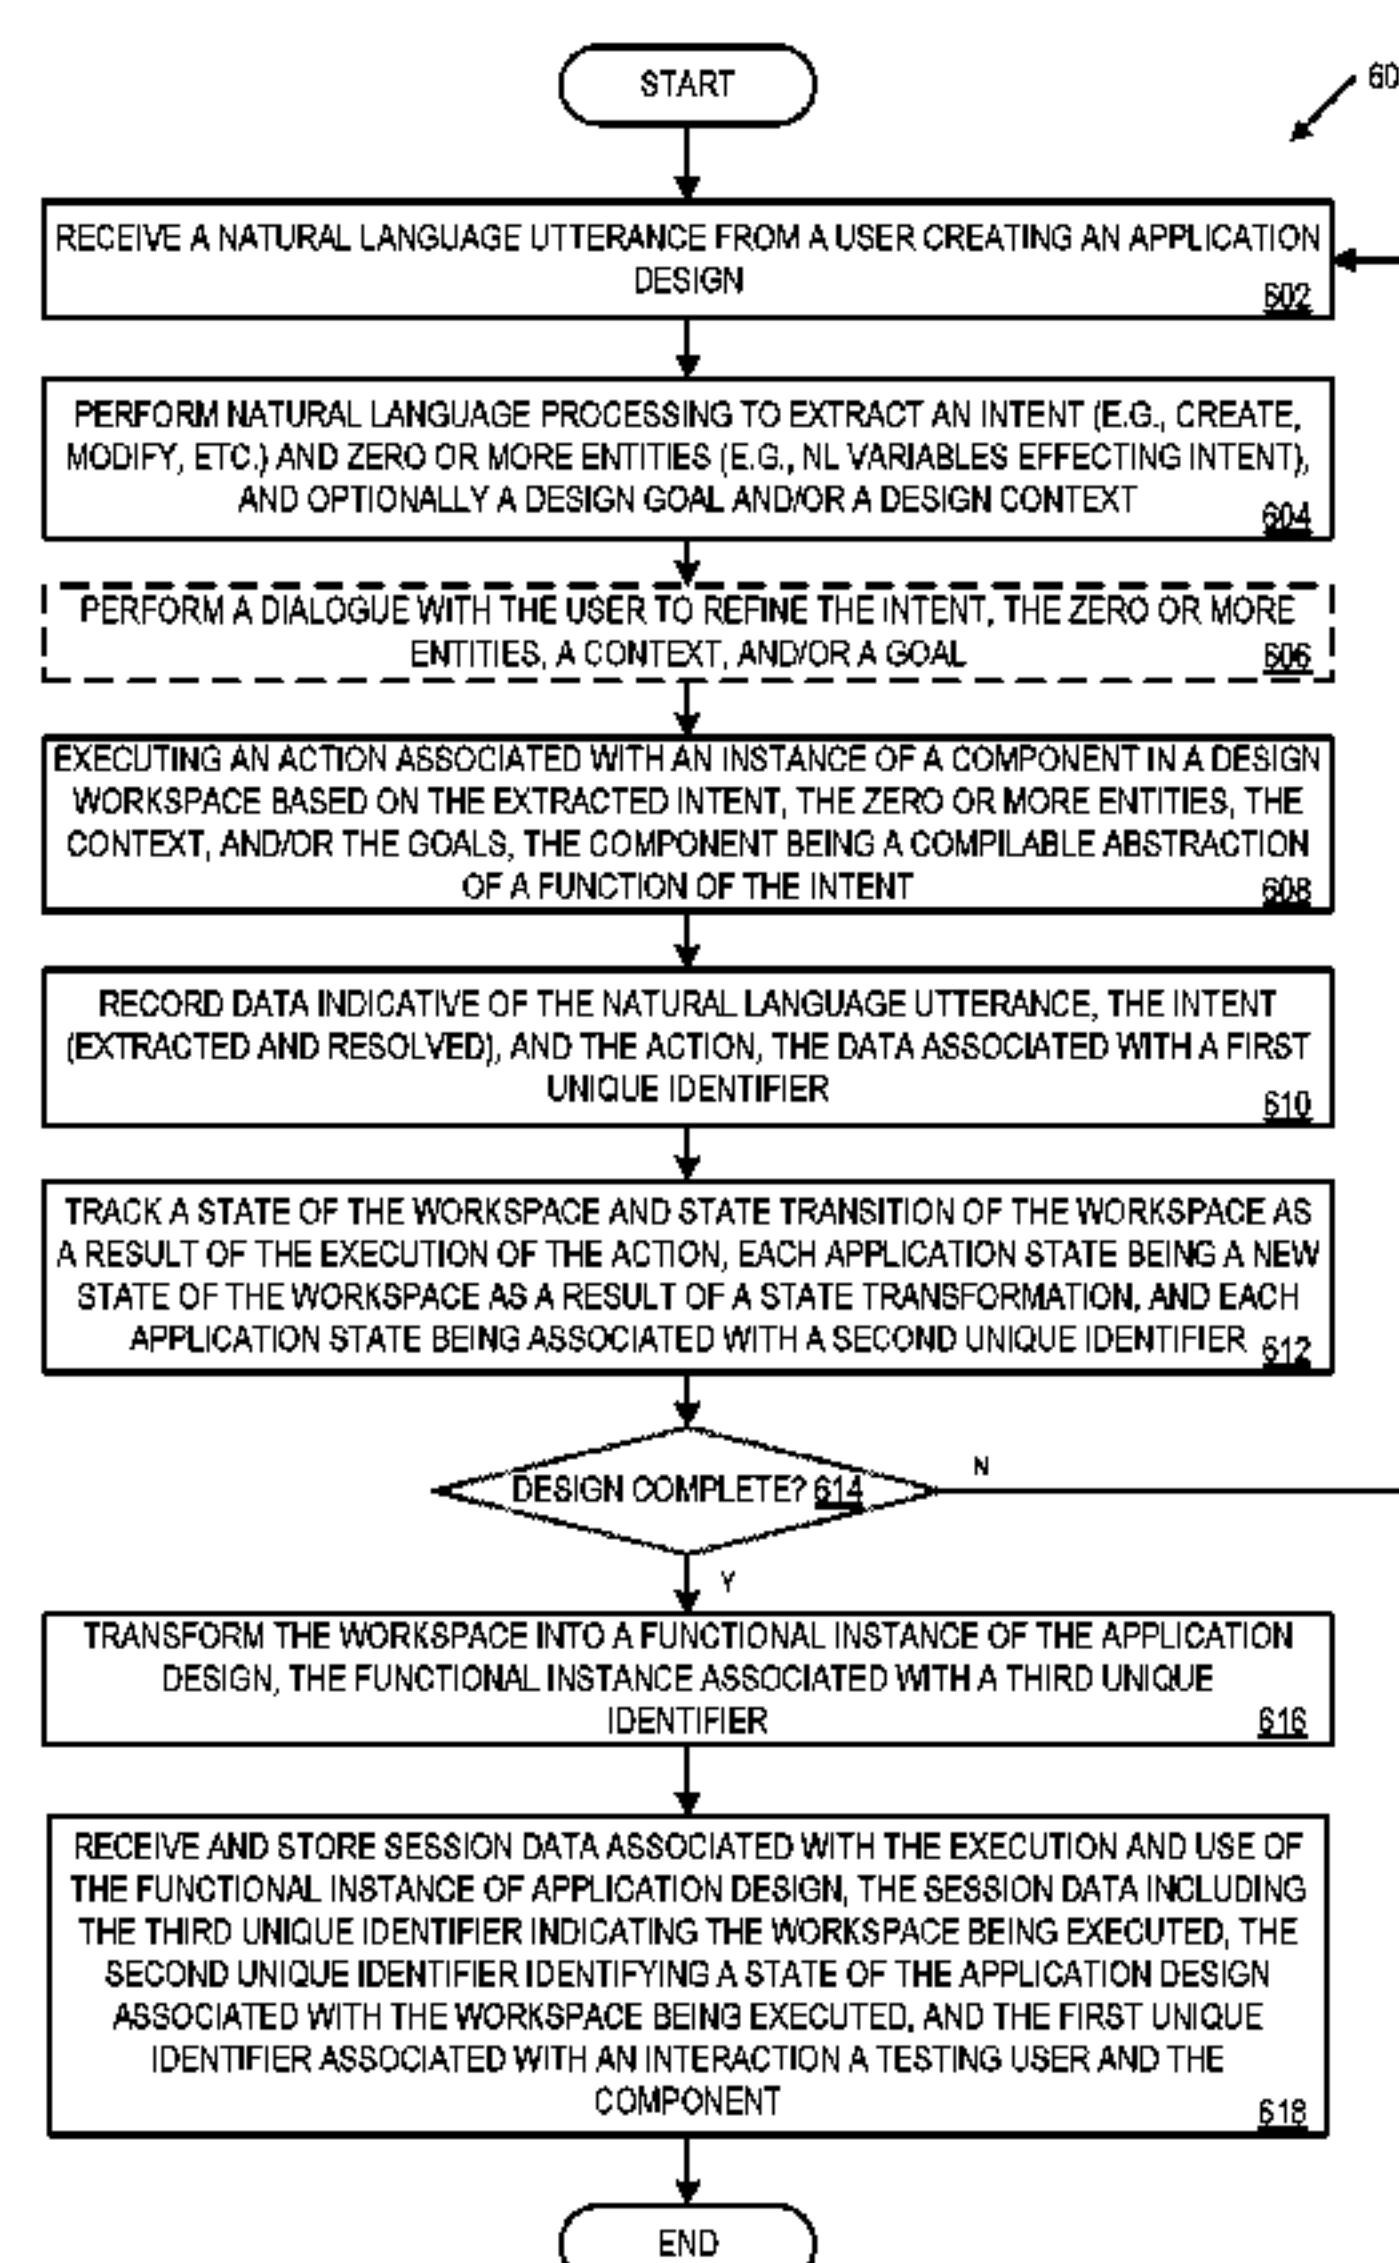 START
60
RECEIVE A NATURAL LANGUAGE UTTERANCE FROM A USER CREATING AN APPLICATION
DESIGN
602
PERFORM NATURAL LANGUAGE PROCESSING TO EXTRACT AN INTENT (E.G., CREATE,
MODIFY, ETC.) AND ZERO OR MORE ENTITIES (E.G., NL VARIABLES EFFECTING INTENT),
AND OPTIONALLY A DESIGN GOAL AND/OR A DESIGN CONTEXT
604
PERFORM A DIALOGUE WITH THE USER TO REFINE THE INTENT, THE ZERO OR MORE
ENTITIES, A CONTEXT, AND/OR A GOAL
606
EXECUTING AN ACTION ASSOCIATED WITH AN INSTANCE OF A COMPONENT IN A DESIGN
WORKSPACE BASED ON THE EXTRACTED INTENT, THE ZERO OR MORE ENTITIES, THE
CONTEXT, AND/OR THE GOALS, THE COMPONENT BEING A COMPILABLE ABSTRACTION
OF A FUNCTION OF THE INTENT
608
RECORD DATA INDICATIVE OF THE NATURAL LANGUAGE UTTERANCE, THE INTENT
(EXTRACTED AND RESOLVED), AND THE ACTION, THE DATA ASSOCIATED WITH A FIRST
UNIQUE IDENTIFIER
610
TRACK A STATE OF THE WORKSPACE AND STATE TRANSITION OF THE WORKSPACE AS
A RESULT OF THE EXECUTION OF THE ACTION, EACH APPLICATION STATE BEING A NEW
STATE OF THE WORKSPACE AS A RESULT OF A STATE TRANSFORMATION, AND EACH
APPLICATION STATE BEING ASSOCIATED WITH A SECOND UNIQUE IDENTIFIER
612
DESIGN COMPLETE? 614
N
Y
TRANSFORM THE WORKSPACE INTO A FUNCTIONAL INSTANCE OF THE APPLICATION
DESIGN, THE FUNCTIONAL INSTANCE ASSOCIATED WITH A THIRD UNIQUE
IDENTIFIER
616
RECEIVE AND STORE SESSION DATA ASSOCIATED WITH THE EXECUTION AND USE OF
THE FUNCTIONAL INSTANCE OF APPLICATION DESIGN, THE SESSION DATA INCLUDING
THE THIRD UNIQUE IDENTIFIER INDICATING THE WORKSPACE BEING EXECUTED, THE
SECOND UNIQUE IDENTIFIER IDENTIFYING A STATE OF THE APPLICATION DESIGN
ASSOCIATED WITH THE WORKSPACE BEING EXECUTED, AND THE FIRST UNIQUE
IDENTIFIER ASSOCIATED WITH AN INTERACTION A TESTING USER AND THE
COMPONENT
618
END